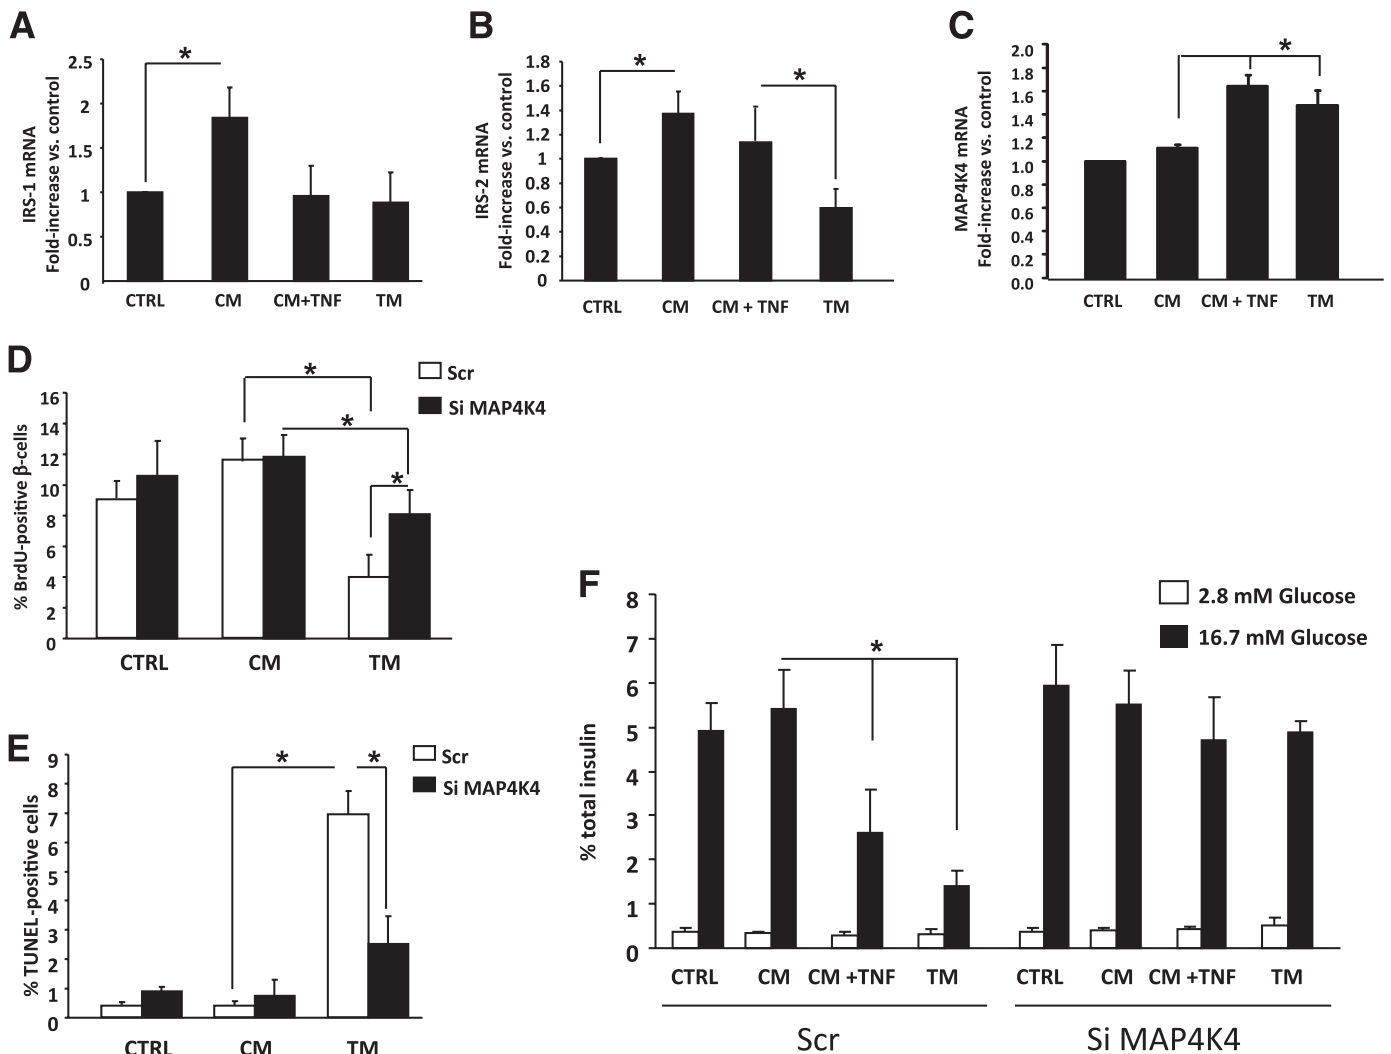 A
IRS-1 mRNA
Fold-increase vs. control
2.5
2
1.5
1
0.5
0
*
CTRL CM CM+TNF TM
B
IRS-2 mRNA
Fold-increase vs. control
1.8
1.6
1.4
1.2
1
0.8
0.6
0.4
0.2
0
*
*
CTRL CM CM + TNF TM
C
MAP4K4 mRNA
Fold-increase vs. control
2.0
1.8
1.6
1.4
1.2
1.0
0.8
0.6
0.4
0.2
0.0
*
CTRL CM CM + TNF TM
D
% BrdU-positive β-cells
16
14
12
10
8
6
4
2
0
*
*
*
Scr
Si MAP4K4
CTRL CM TM
E
% TUNEL-positive cells
9
8
7
6
5
4
3
2
1
0
* *
Scr
Si MAP4K4
CTRL CM TM
F
% total insulin
8
7
6
5
4
3
2
1
0
*
2.8 mM Glucose
16.7 mM Glucose
CTRL CM CM +TNF TM CTRL CM CM +TNF TM
Scr Si MAP4K4